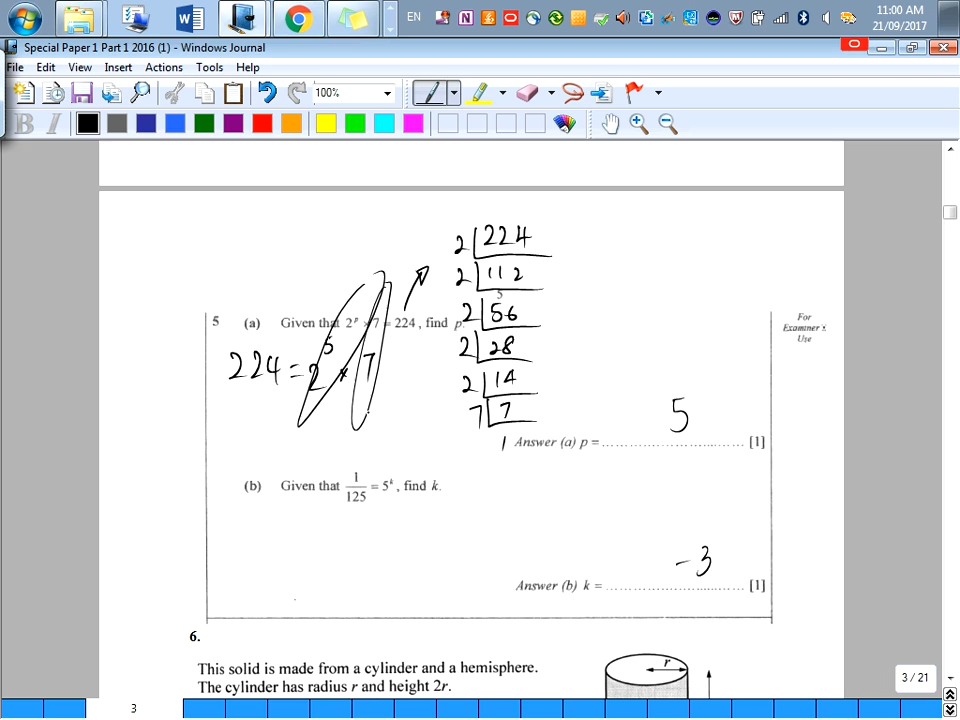 EN
11:00 AM
21/09/2017
Special Paper 1 Part 1 2016 (1) - Windows Journal
File Edit View Insert Actions Tools Help
100%
B I
2 224
2 112
5
2 56
2 28
2 14
7 7
1
5 (a) Given that 2ᵖ × 7 = 224, find p.
For
Examiner's
Use
224 = 2⁵ × 7
5
Answer (a) p = ............................ [1]
(b) Given that 1/125 = 5ᵏ, find k.
-3
Answer (b) k = ............................ [1]
6.
This solid is made from a cylinder and a hemisphere.
The cylinder has radius r and height 2r.
r
3 / 21
3